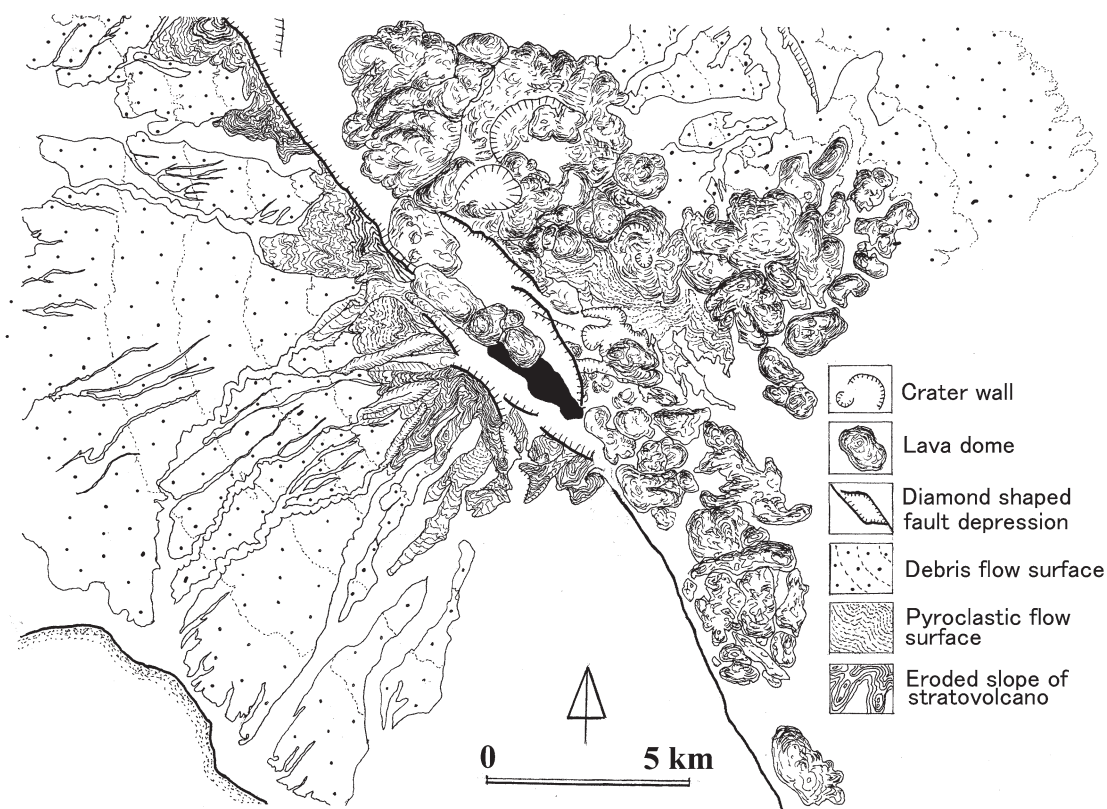 Crater wall
Lava dome
Diamond shaped
fault depression
Debris flow surface
Pyroclastic flow
surface
Eroded slope of
stratovolcano
0 5 km